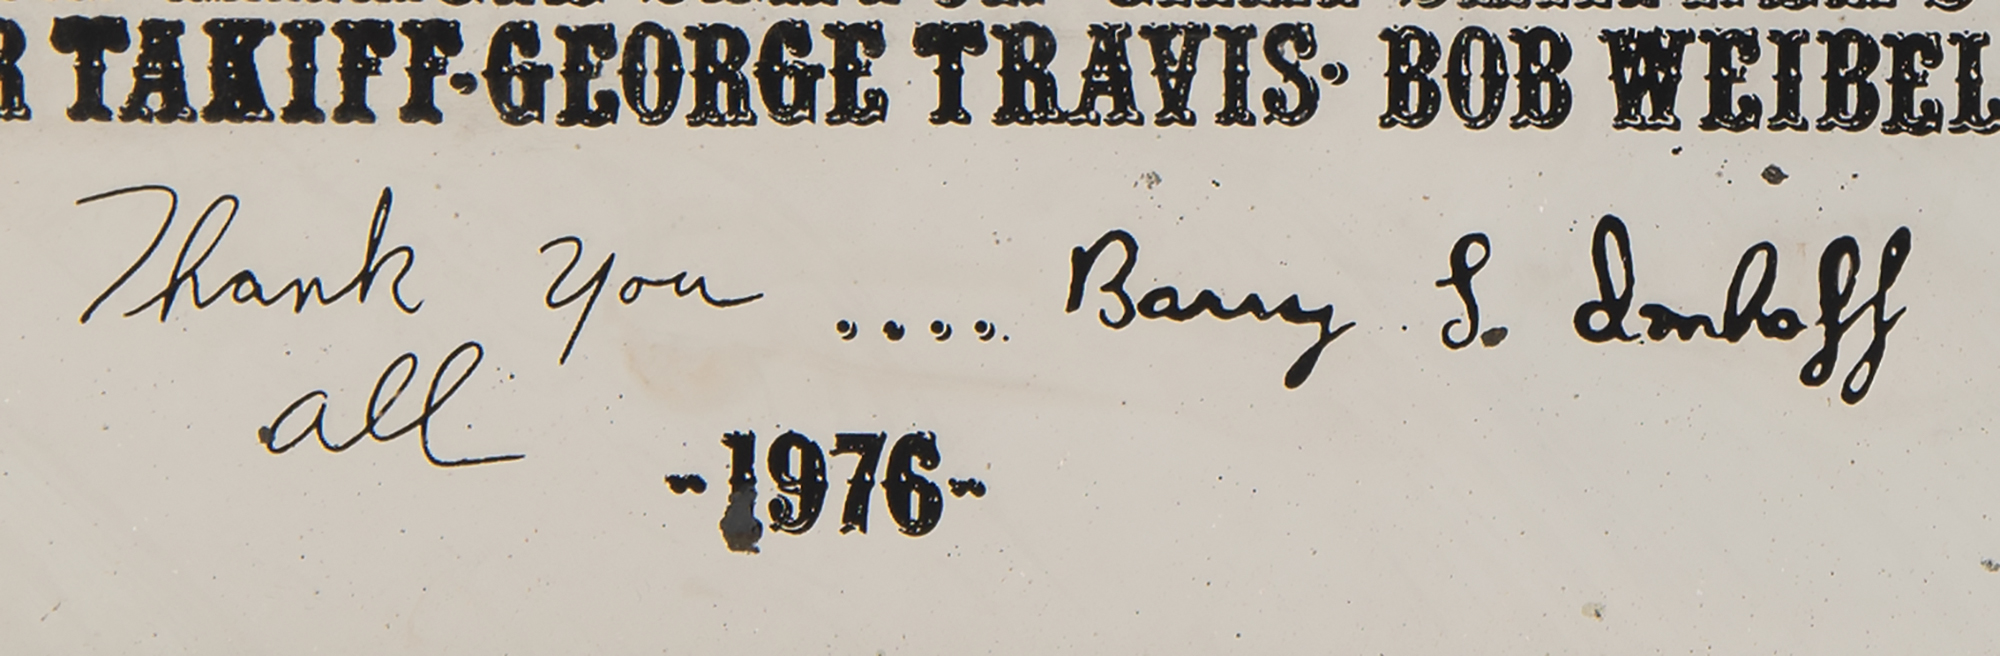 R TAKIFF·GEORGE TRAVIS· BOB WEIBEL
Thank You .... Barry S. Imhoff
all
-1976-